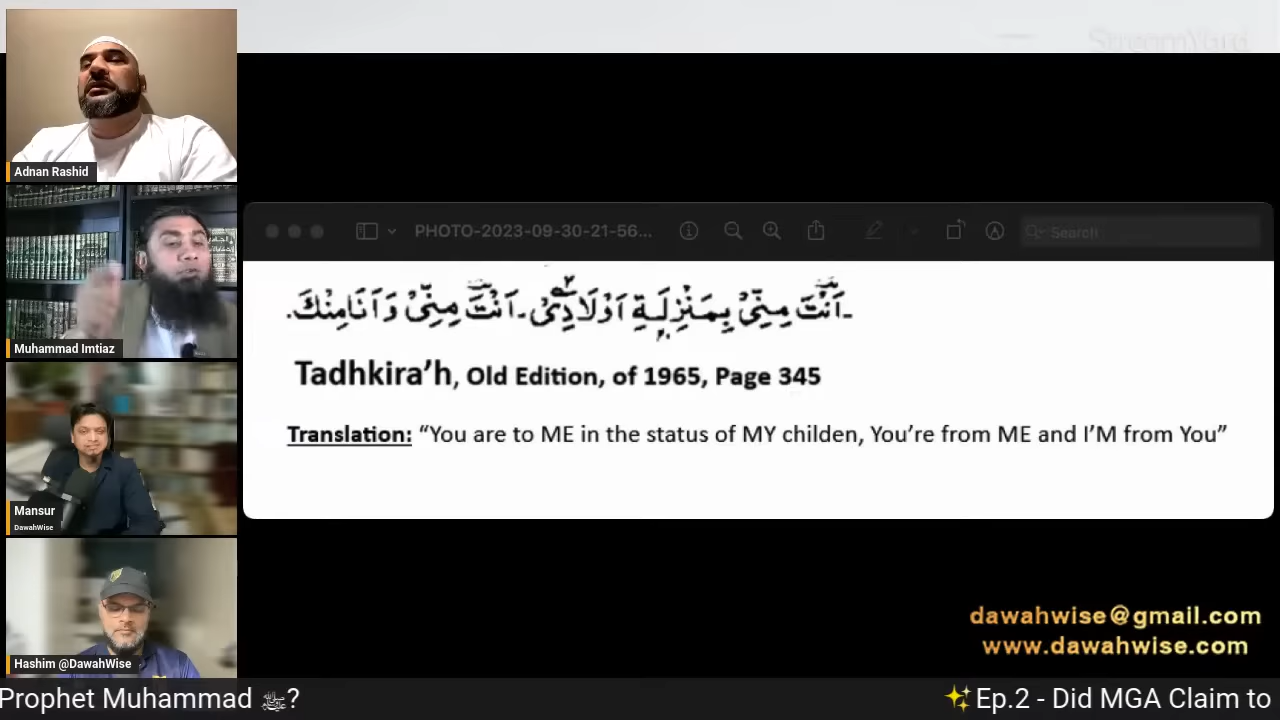 StreamYard
Adnan Rashid
Muhammad Imtiaz
Mansur
DawahWise
Hashim @DawahWise
PHOTO-2023-09-30-21-56...
Search
ـ اَنْتَ مِنِّىْ بِمَنْزِلَةِ اَوْلَادِىْ ـ اَنْتَ مِنِّىْ وَ اَنَا مِنْكَ.
Tadhkira’h, Old Edition, of 1965, Page 345
Translation: “You are to ME in the status of MY childen, You’re from ME and I’M from You”
dawahwise@gmail.com
www.dawahwise.com
Prophet Muhammad ﷺ? ✨Ep.2 - Did MGA Claim to